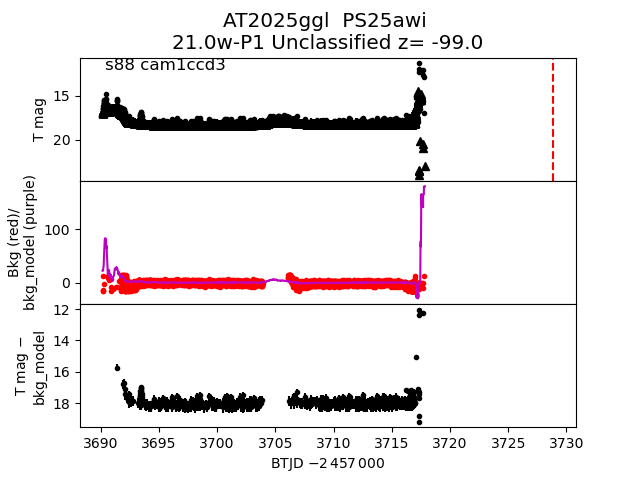 AT2025ggl  PS25awi
21.0w-P1 Unclassified z= -99.0
s88 cam1ccd3
T mag
15
20
Bkg (red)/
bkg_model (purple)
100
0
T mag −
bkg_model
12
14
16
18
3690 3695 3700 3705 3710 3715 3720 3725 3730
BTJD −2 457 000